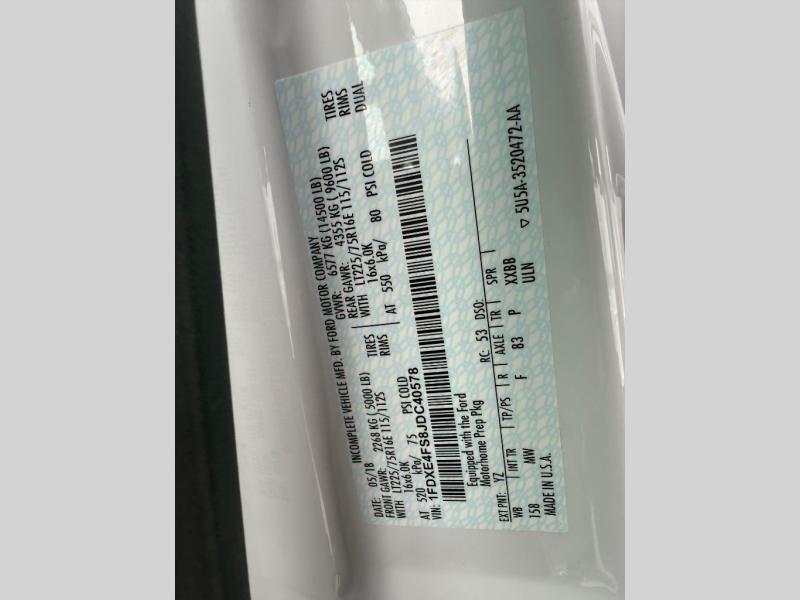 INCOMPLETE VEHICLE MFD. BY FORD MOTOR COMPANY
DATE: 05/18 GVWR: 6577 KG (14500 LB)
FRONT GAWR: 2268 KG (5000 LB) REAR GAWR: 4355 KG (9600 LB)
WITH LT225/75R16E 115/112S TIRES WITH LT225/75R16E 115/112S TIRES
16x6.0K RIMS 16x6.0K RIMS
AT 520 kPa/ 75 PSI COLD AT 550 kPa/ 80 PSI COLD DUAL
VIN: 1FDXE4FS8JDC40578
Equipped with the Ford
Motorhome Prep Pkg
EXT PNT: YZ RC: 53 DSO:
WB INT TR TP/PS R AXLE TR SPR
158 MW F 83 P XXBB
ULN
MADE IN U.S.A.
▽ 5U5A-3520472-AA